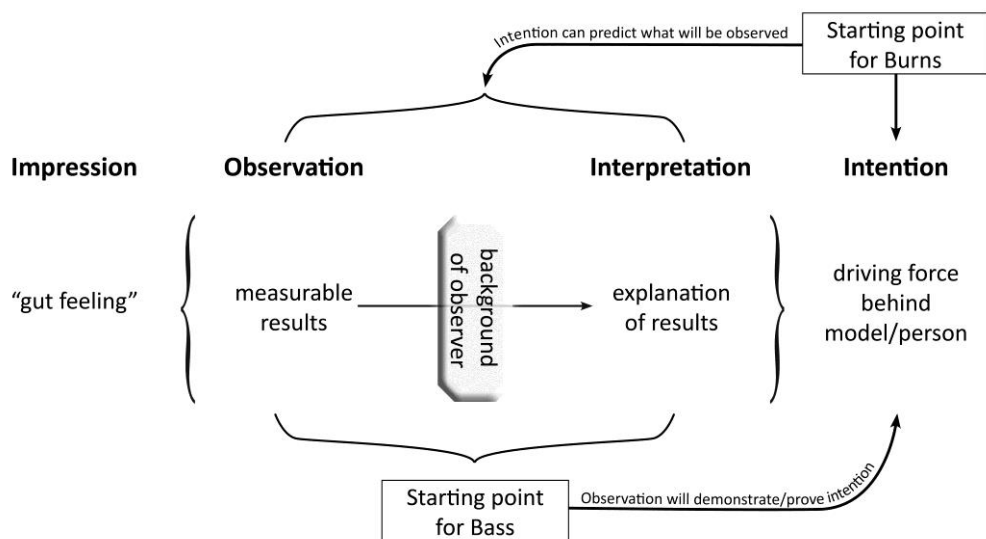 Intention can predict what will be observed
Starting point
for Burns
Impression
Observation
Interpretation
Intention
“gut feeling”
measurable
results
background
of observer
explanation
of results
driving force
behind
model/person
Starting point
for Bass
Observation will demonstrate/prove intention